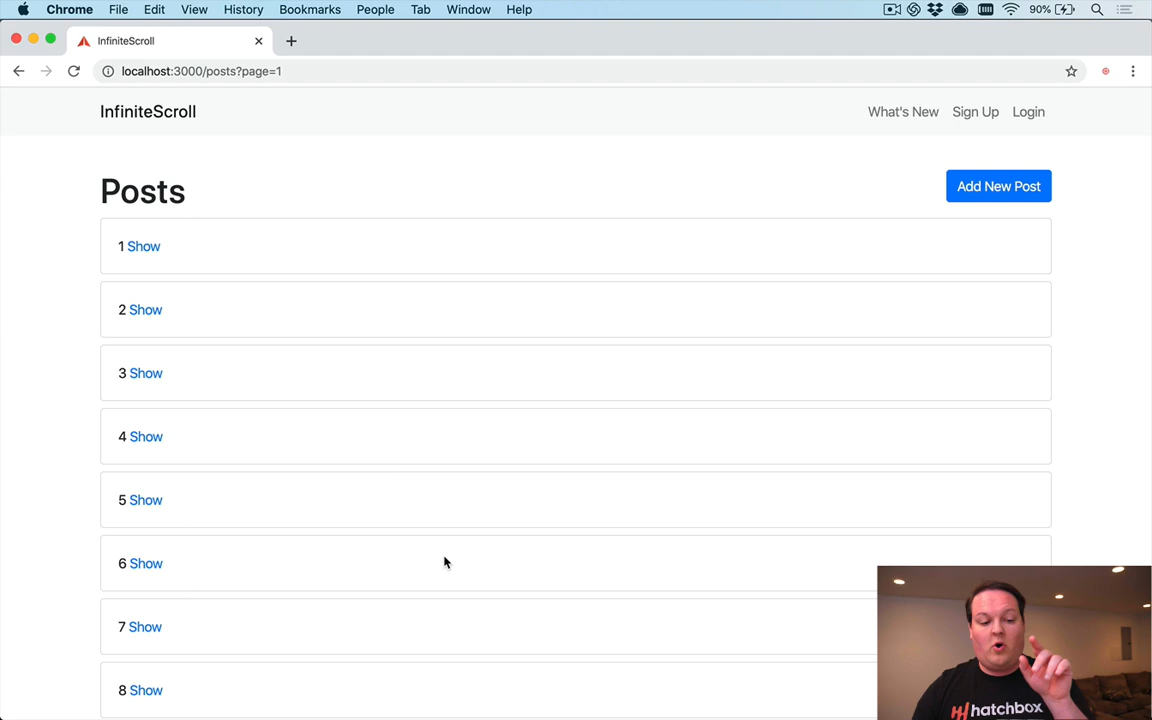 Chrome File Edit View History Bookmarks People Tab Window Help 90%
InfiniteScroll
localhost:3000/posts?page=1
InfiniteScroll What's New Sign Up Login
Posts Add New Post
1 Show
2 Show
3 Show
4 Show
5 Show
6 Show
7 Show
8 Show
hatchbox